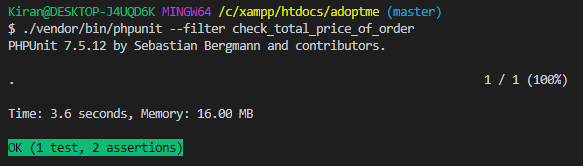 Kiran@DESKTOP-J4UQD6K MINGW64 /c/xampp/htdocs/adoptme (master)
$ ./vendor/bin/phpunit --filter check_total_price_of_order
PHPUnit 7.5.12 by Sebastian Bergmann and contributors.
. 1 / 1 (100%)
Time: 3.6 seconds, Memory: 16.00 MB
OK (1 test, 2 assertions)